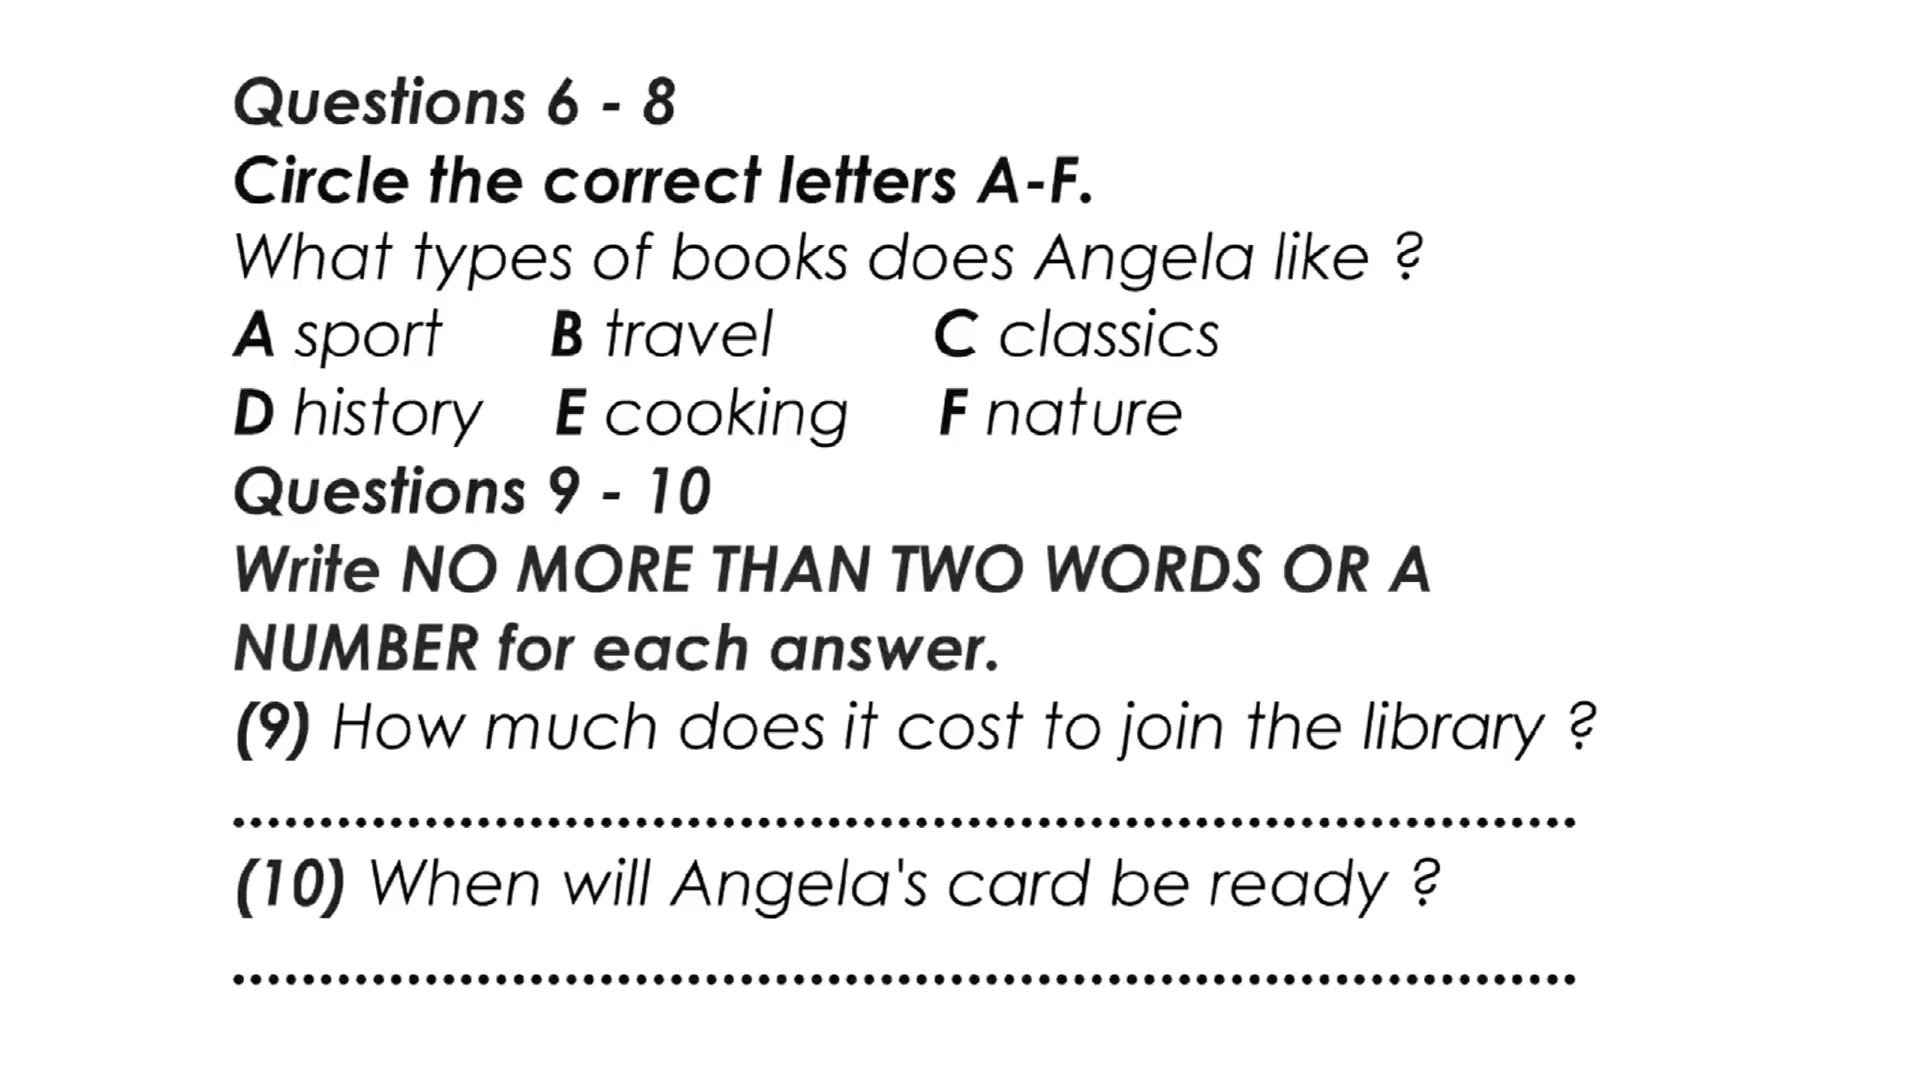 Questions 6 - 8
Circle the correct letters A-F.
What types of books does Angela like ?
A sport B travel C classics
D history E cooking F nature
Questions 9 - 10
Write NO MORE THAN TWO WORDS OR A
NUMBER for each answer.
(9) How much does it cost to join the library ?
.............................................................................
(10) When will Angela's card be ready ?
.............................................................................